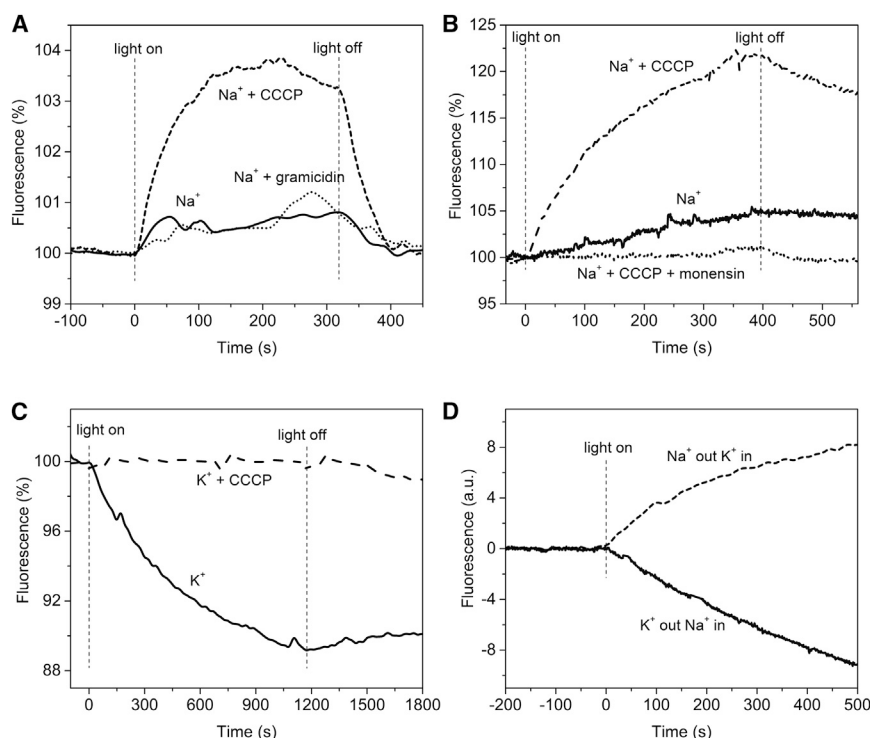 A
light on
light off
Na⁺ + CCCP
Na⁺ + gramicidin
Na⁺
Fluorescence (%)
104
103
102
101
100
99
-100 0 100 200 300 400
Time (s)
B
light on
light off
Na⁺ + CCCP
Na⁺
Na⁺ + CCCP + monensin
Fluorescence (%)
125
120
115
110
105
100
95
0 100 200 300 400 500
Time (s)
C
light on
light off
K⁺ + CCCP
K⁺
Fluorescence (%)
100
96
92
88
0 300 600 900 1200 1500 1800
Time (s)
D
light on
Na⁺ out K⁺ in
K⁺ out Na⁺ in
Fluorescence (a.u.)
8
4
0
-4
-8
-200 -100 0 100 200 300 400 500
Time (s)